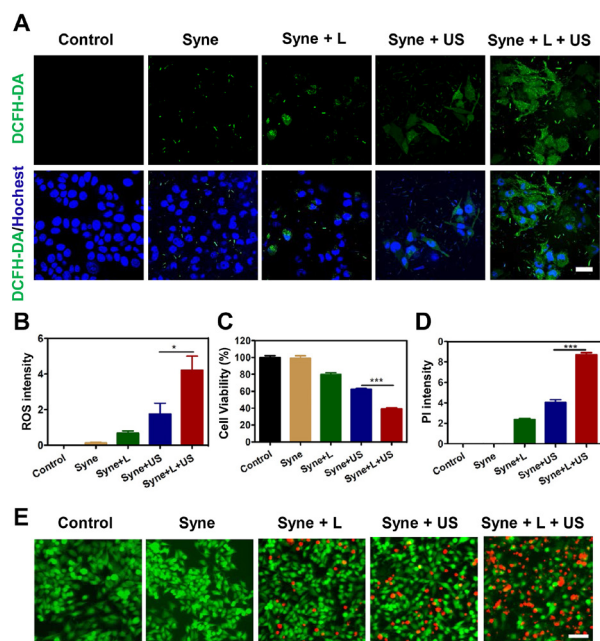 A
Control Syne Syne + L Syne + US Syne + L + US
DCFH-DA
DCFH-DA/Hochest
B
ROS intensity
6
4
2
0
*
Control Syne Syne+L Syne+US Syne+L+US
C
Cell Viability (%)
120
100
80
60
40
20
0
***
Control Syne Syne+L Syne+US Syne+L+US
D
PI intensity
0
8
6
4
2
0
***
Control Syne Syne+L Syne+US Syne+L+US
E
Control Syne Syne + L Syne + US Syne + L + US